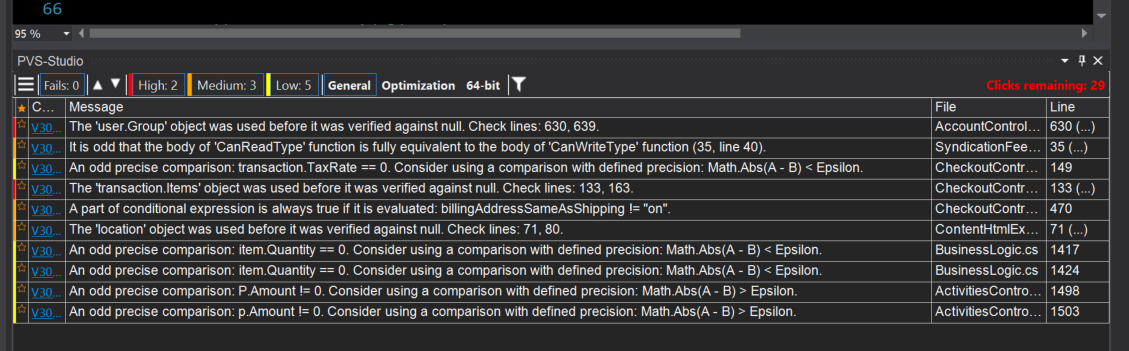 66
95 %
PVS-Studio
Fails: 0 High: 2 Medium: 3 Low: 5 General Optimization 64-bit Clicks remaining: 29
C... Message File Line
V30... The 'user.Group' object was used before it was verified against null. Check lines: 630, 639. AccountControl... 630 (...)
V30... It is odd that the body of 'CanReadType' function is fully equivalent to the body of 'CanWriteType' function (35, line 40). SyndicationFee... 35 (...)
V30... An odd precise comparison: transaction.TaxRate == 0. Consider using a comparison with defined precision: Math.Abs(A - B) < Epsilon. CheckoutContr... 149
V30... The 'transaction.Items' object was used before it was verified against null. Check lines: 133, 163. CheckoutContr... 133 (...)
V30... A part of conditional expression is always true if it is evaluated: billingAddressSameAsShipping != "on". CheckoutContr... 470
V30... The 'location' object was used before it was verified against null. Check lines: 71, 80. ContentHtmlEx... 71 (...)
V30... An odd precise comparison: item.Quantity == 0. Consider using a comparison with defined precision: Math.Abs(A - B) < Epsilon. BusinessLogic.cs 1417
V30... An odd precise comparison: item.Quantity == 0. Consider using a comparison with defined precision: Math.Abs(A - B) < Epsilon. BusinessLogic.cs 1424
V30... An odd precise comparison: P.Amount != 0. Consider using a comparison with defined precision: Math.Abs(A - B) > Epsilon. ActivitiesContro... 1498
V30... An odd precise comparison: p.Amount != 0. Consider using a comparison with defined precision: Math.Abs(A - B) > Epsilon. ActivitiesContro... 1503